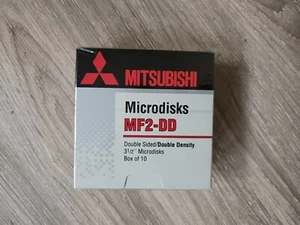 MITSUBISHI
Microdisks
MF2-DD
Double Sided/Double Density
3½" Microdisks
Box of 10